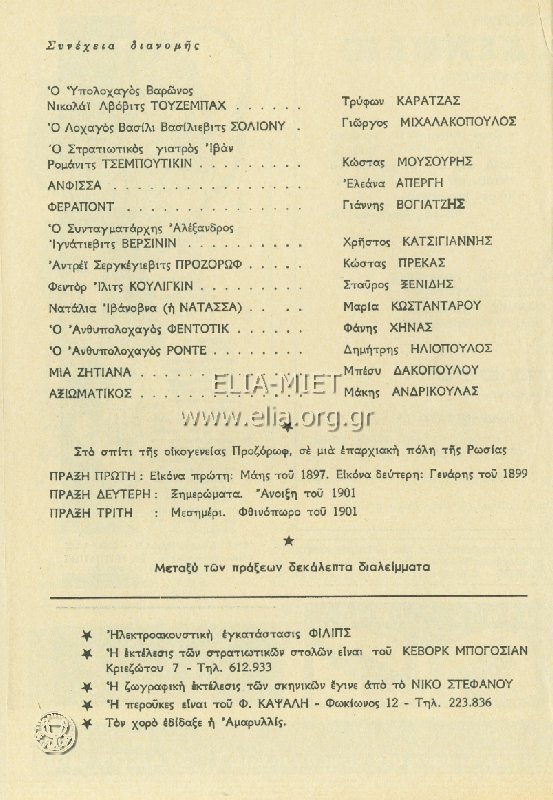 Συνέχεια διανομῆς
Ὁ Ὑπολοχαγὸς Βαρῶνος
Νικολάϊ Λβόβιτς ΤΟΥΖΕΜΠΑΧ . . . . . . Τρύφων ΚΑΡΑΤΖΑΣ
Ὁ Λοχαγὸς Βασίλι Βασίλιεβιτς ΣΟΛΙΟΝΥ . Γιῶργος ΜΙΧΑΛΑΚΟΠΟΥΛΟΣ
Ὁ Στρατιωτικὸς γιατρὸς Ἰβὰν
Ρομάνιτς ΤΣΕΜΠΟΥΤΙΚΙΝ . . . . . . . . Κώστας ΜΟΥΣΟΥΡΗΣ
ΑΝΦΙΣΣΑ . . . . . . . . . . . . . . . Ἐλεάνα ΑΠΕΡΓΗ
ΦΕΡΑΠΟΝΤ . . . . . . . . . . . . . . Γιάννης ΒΟΓΙΑΤΖΗΣ
Ὁ Συνταγματάρχης Ἀλέξανδρος
Ἰγνάτιεβιτς ΒΕΡΣΙΝΙΝ . . . . . . . . . Χρῆστος ΚΑΤΣΙΓΙΑΝΝΗΣ
Ἀντρέϊ Σεργκέγιεβιτς ΠΡΟΖΟΡΩΦ . . . . . Κώστας ΠΡΕΚΑΣ
Φεντὸρ Ἴλιτς ΚΟΥΛΙΓΚΙΝ . . . . . . . . Σταῦρος ΞΕΝΙΔΗΣ
Νατάλια Ἰβάνοβνα (ἡ ΝΑΤΑΣΣΑ) . . . . . Μαρία ΚΩΣΤΑΝΤΑΡΟΥ
Ὁ Ἀνθυπολοχαγὸς ΦΕΝΤΟΤΙΚ . . . . . . Φάνης ΧΗΝΑΣ
Ὁ Ἀνθυπολοχαγὸς ΡΟΝΤΕ . . . . . . . . Δημήτρης ΗΛΙΟΠΟΥΛΟΣ
ΜΙΑ ΖΗΤΙΑΝΑ . . . . . . . . . . . . . Μπέσυ ΔΑΚΟΠΟΥΛΟΥ
ΑΞΙΩΜΑΤΙΚΟΣ . . . . . . . . . . . . . Μάκης ΑΝΔΡΙΚΟΥΛΑΣ
ELIA-MIET
www.elia.org.gr
Στὸ σπίτι τῆς οἰκογενείας Προζόρωφ, σὲ μιὰ ἐπαρχιακὴ πόλη τῆς Ρωσίας
ΠΡΑΞΗ ΠΡΩΤΗ : Εἰκόνα πρώτη: Μάης τοῦ 1897. Εἰκόνα δεύτερη: Γενάρης τοῦ 1899
ΠΡΑΞΗ ΔΕΥΤΕΡΗ : Ξημερώματα. Ἄνοιξη τοῦ 1901
ΠΡΑΞΗ ΤΡΙΤΗ : Μεσημέρι. Φθινόπωρο τοῦ 1901
Μεταξὺ τῶν πράξεων δεκάλεπτα διαλείμματα
Ἠλεκτροακουστικὴ ἐγκατάστασις ΦΙΛΙΠΣ
Ἡ ἐκτέλεσις τῶν στρατιωτικῶν στολῶν εἶναι τοῦ ΚΕΒΟΡΚ ΜΠΟΓΟΣΙΑΝ
Κριεζώτου 7 - Τηλ. 612.933
Ἡ ζωγραφικὴ ἐκτέλεσις τῶν σκηνικῶν ἔγινε ἀπὸ τὸ ΝΙΚΟ ΣΤΕΦΑΝΟΥ
Ἡ περοῦκες εἶναι τοῦ Φ. ΚΑΨΑΛΗ - Φωκίωνος 12 - Τηλ. 223.836
Τὸν χορὸ ἐδίδαξε ἡ Ἀμαρυλλίς.